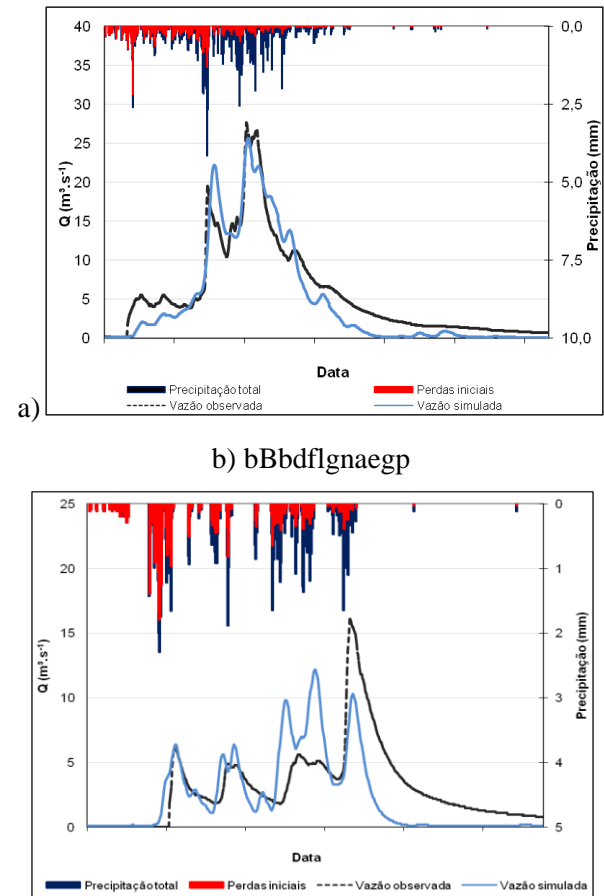 40
35
30
25
20
15
10
5
0
Q (m³.s-¹)
0,0
2,5
5,0
7,5
10,0
Precipitação (mm)
Data
Precipitação total Perdas iniciais
Vazão observada Vazão simulada
a)
b) bBbdflgnaegp
25
20
15
10
5
0
Q (m³.s-¹)
0
1
2
3
4
5
Precipitação (mm)
Data
Precipitação total Perdas iniciais Vazão observada Vazão simulada